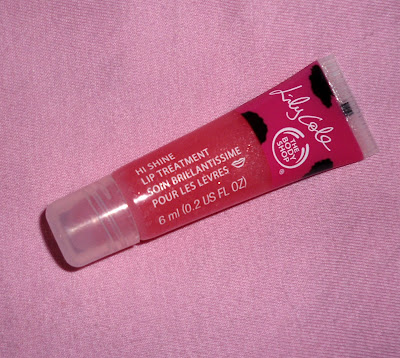 HI SHINE
LIP TREATMENT
SOIN BRILLANTISSIME
POUR LES LÈVRES
6 ml (0.2 US FL OZ)
Lily Cole
THE
BODY
SHOP
®